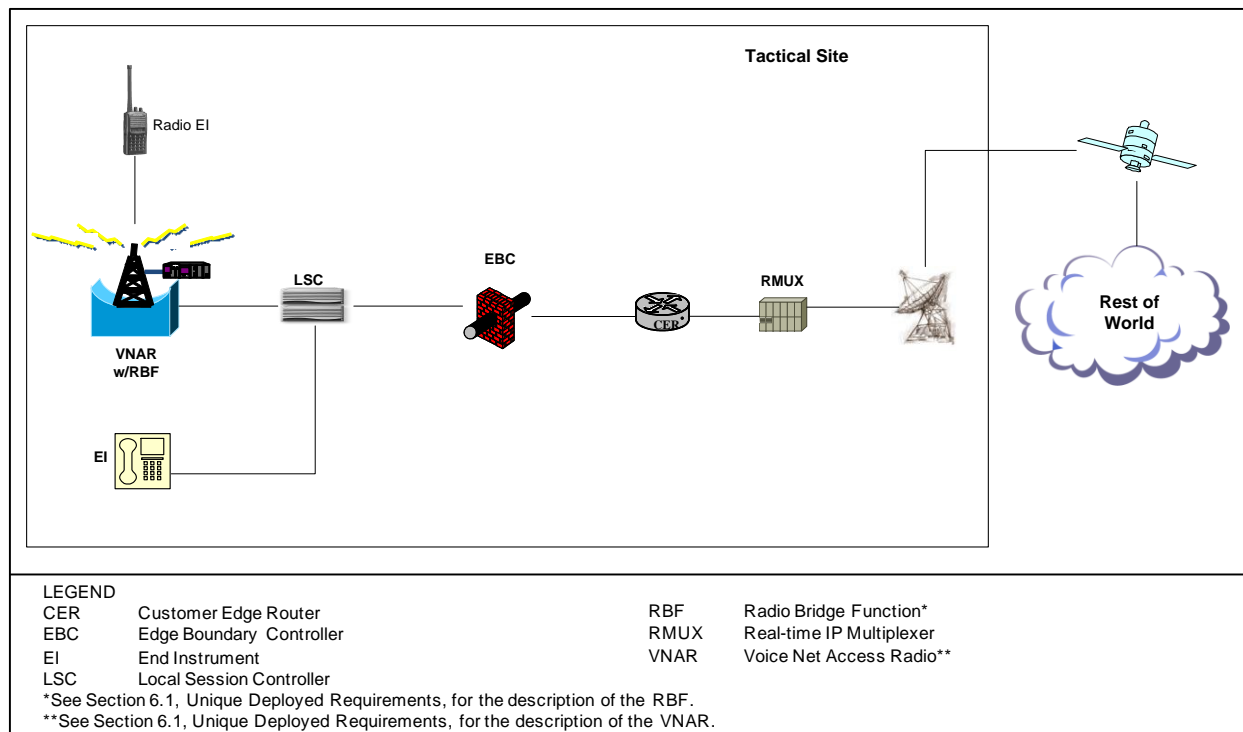 Tactical Site
Radio EI
LSC
EBC
CER
RMUX
VNAR
w/RBF
EI
Rest of
World
LEGEND
CER Customer Edge Router
EBC Edge Boundary Controller
EI End Instrument
LSC Local Session Controller
RBF Radio Bridge Function*
RMUX Real-time IP Multiplexer
VNAR Voice Net Access Radio**
*See Section 6.1, Unique Deployed Requirements, for the description of the RBF.
**See Section 6.1, Unique Deployed Requirements, for the description of the VNAR.